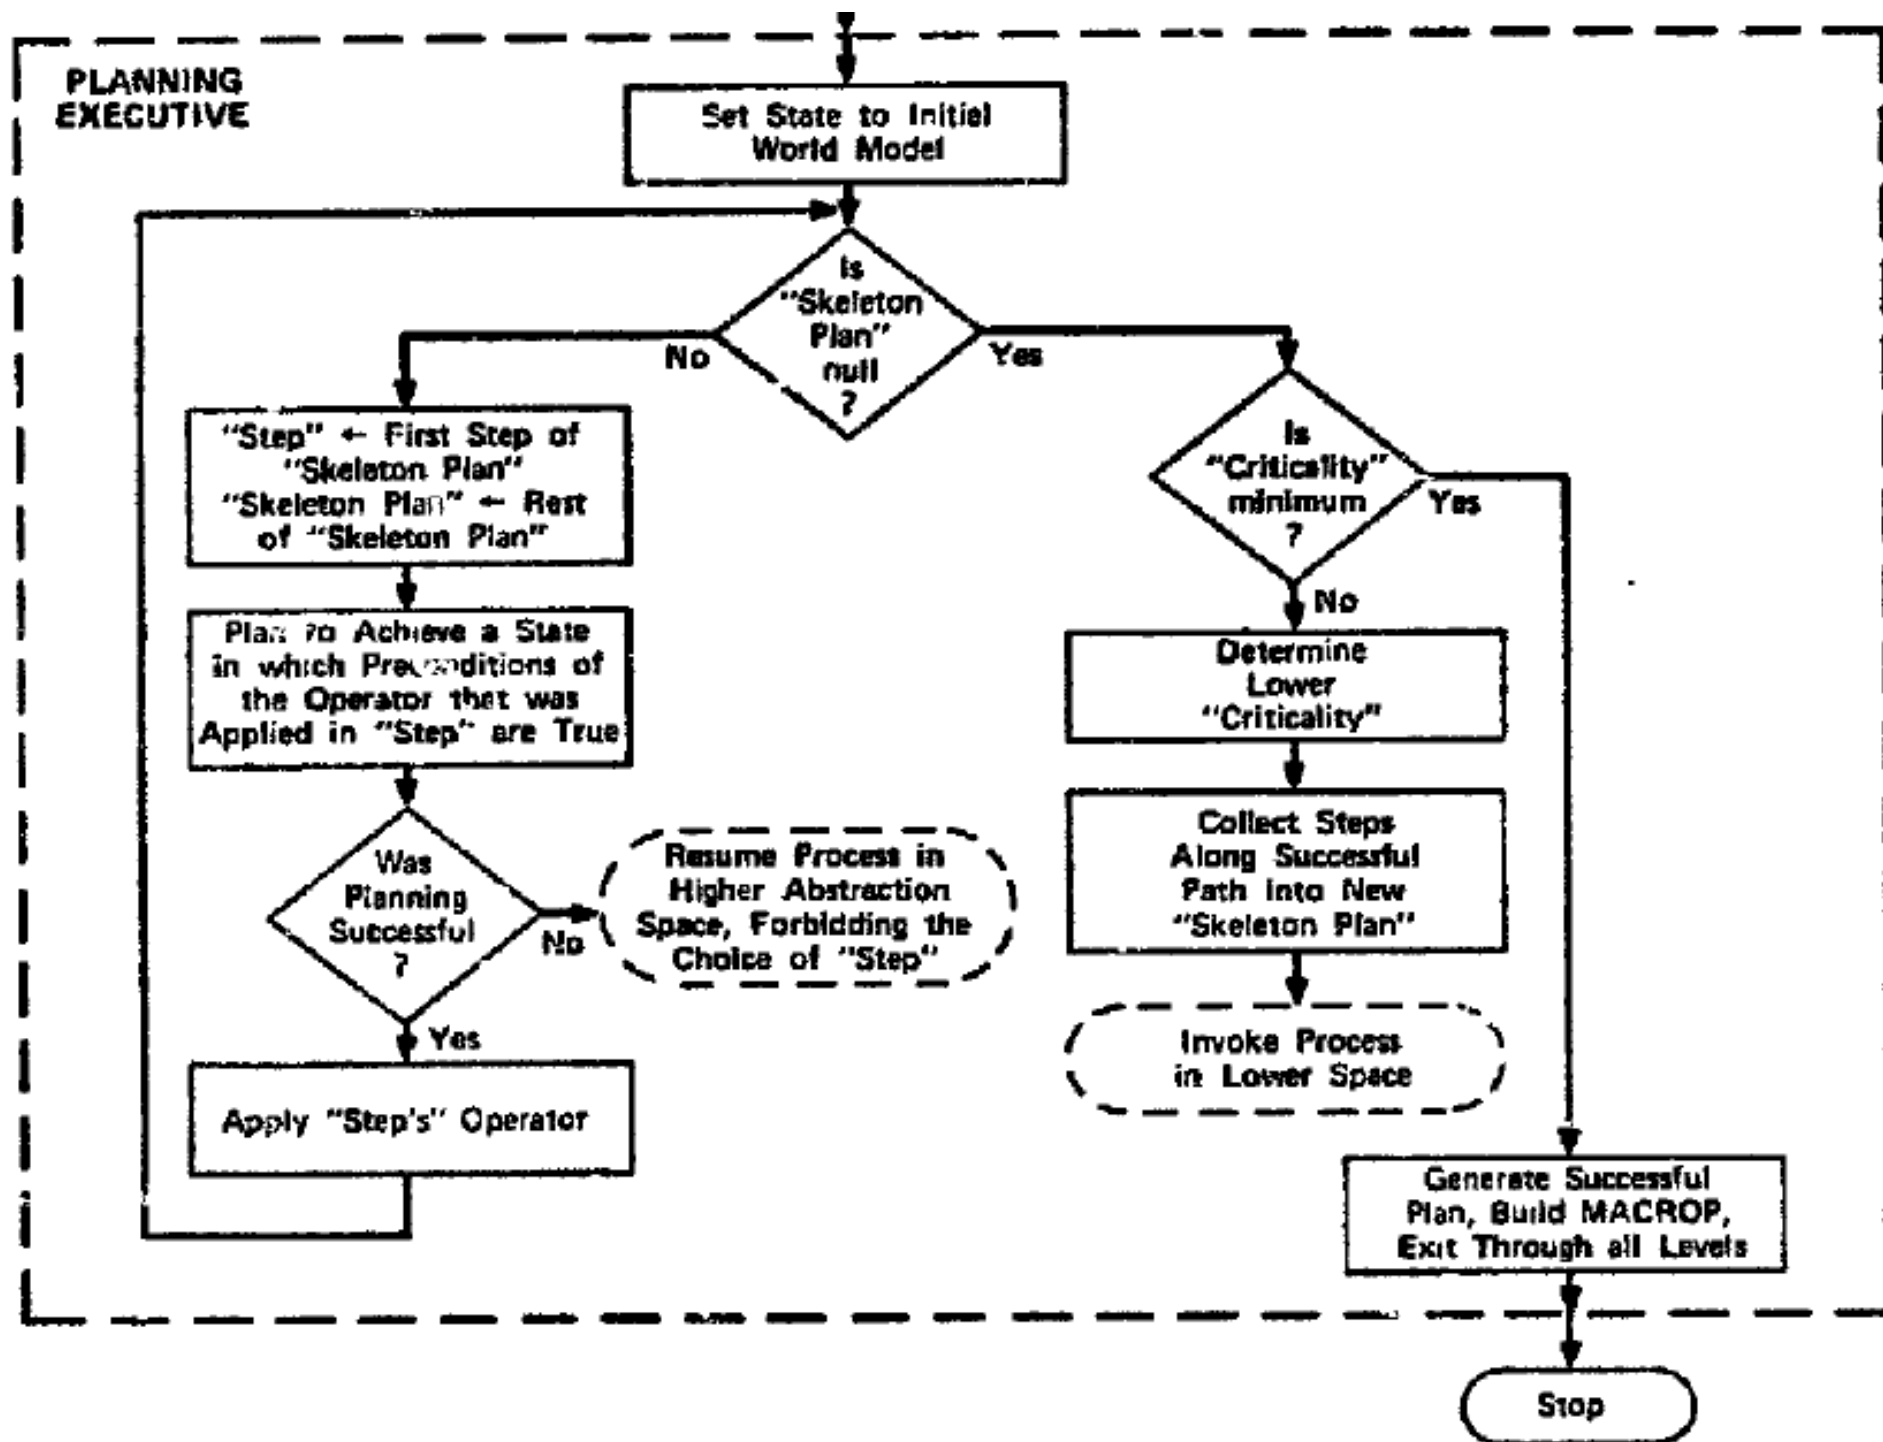 PLANNING
EXECUTIVE
Set State to Initial
World Model
Is
"Skeleton
Plan"
null
?
No
Yes
"Step" ← First Step of
"Skeleton Plan"
"Skeleton Plan" ← Rest
of "Skeleton Plan"
Plan to Achieve a State
in which Preconditions of
the Operator that was
Applied in "Step" are True
Was
Planning
Successful
?
No
Yes
Resume Process in
Higher Abstraction
Space, Forbidding the
Choice of "Step"
Apply "Step's" Operator
Is
"Criticality"
minimum
?
Yes
No
Determine
Lower
"Criticality"
Collect Steps
Along Successful
Path into New
"Skeleton Plan"
Invoke Process
in Lower Space
Generate Successful
Plan, Build MACROP,
Exit Through all Levels
Stop